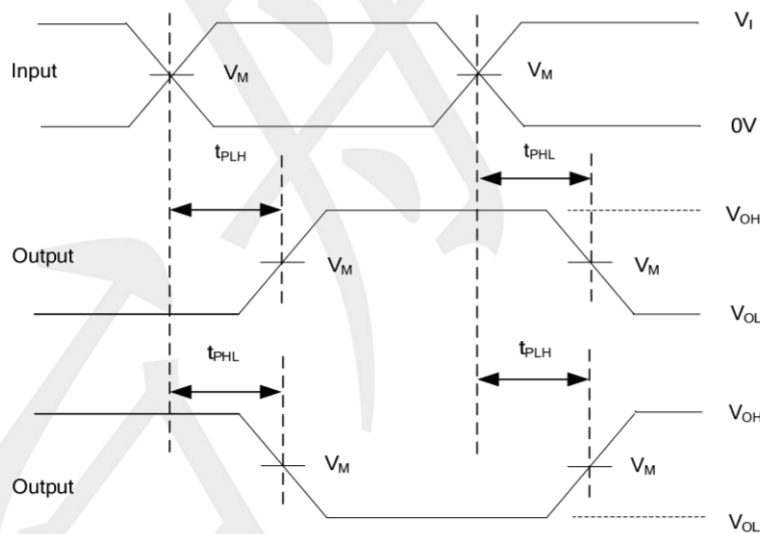 V_I
Input V_M V_M
0V
t_PLH t_PHL
V_OH
Output V_M V_M
V_OL
t_PHL t_PLH
V_OH
V_M V_M
Output
V_OL